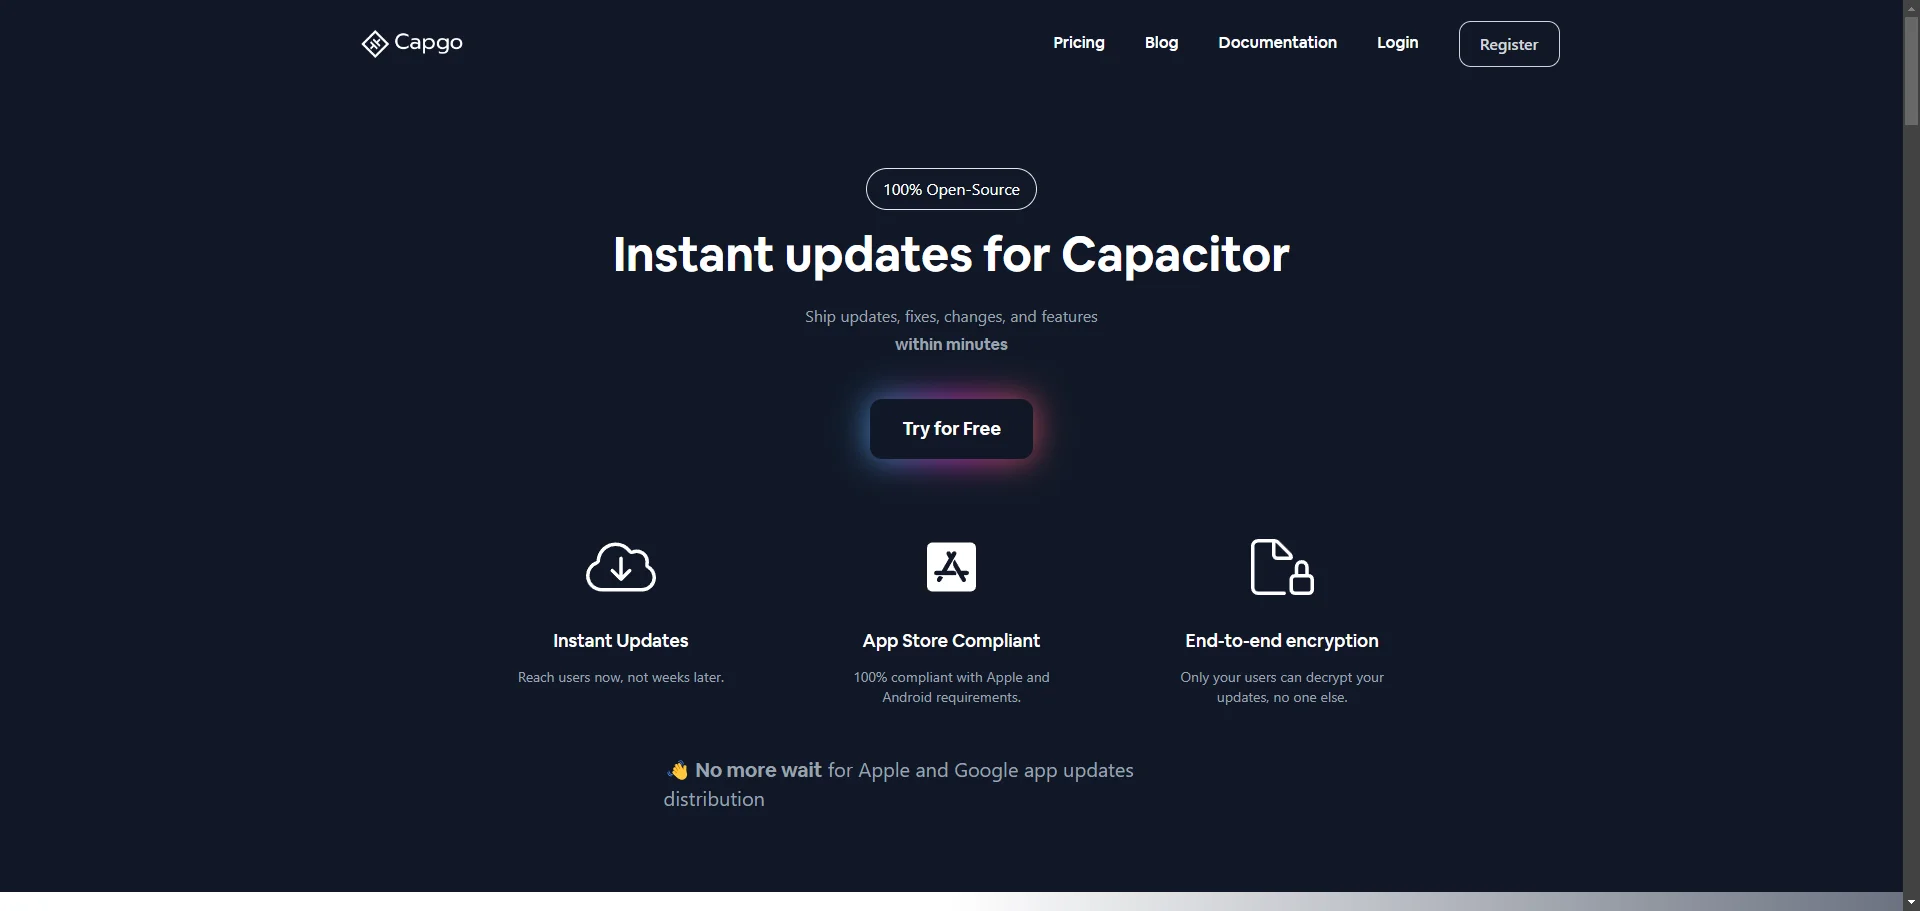 Capgo
Pricing
Blog
Documentation
Login
Register
100% Open-Source
Instant updates for Capacitor
Ship updates, fixes, changes, and features
within minutes
Try for Free
Instant Updates
Reach users now, not weeks later.
App Store Compliant
100% compliant with Apple and
Android requirements.
End-to-end encryption
Only your users can decrypt your
updates, no one else.
👋 No more wait for Apple and Google app updates
distribution